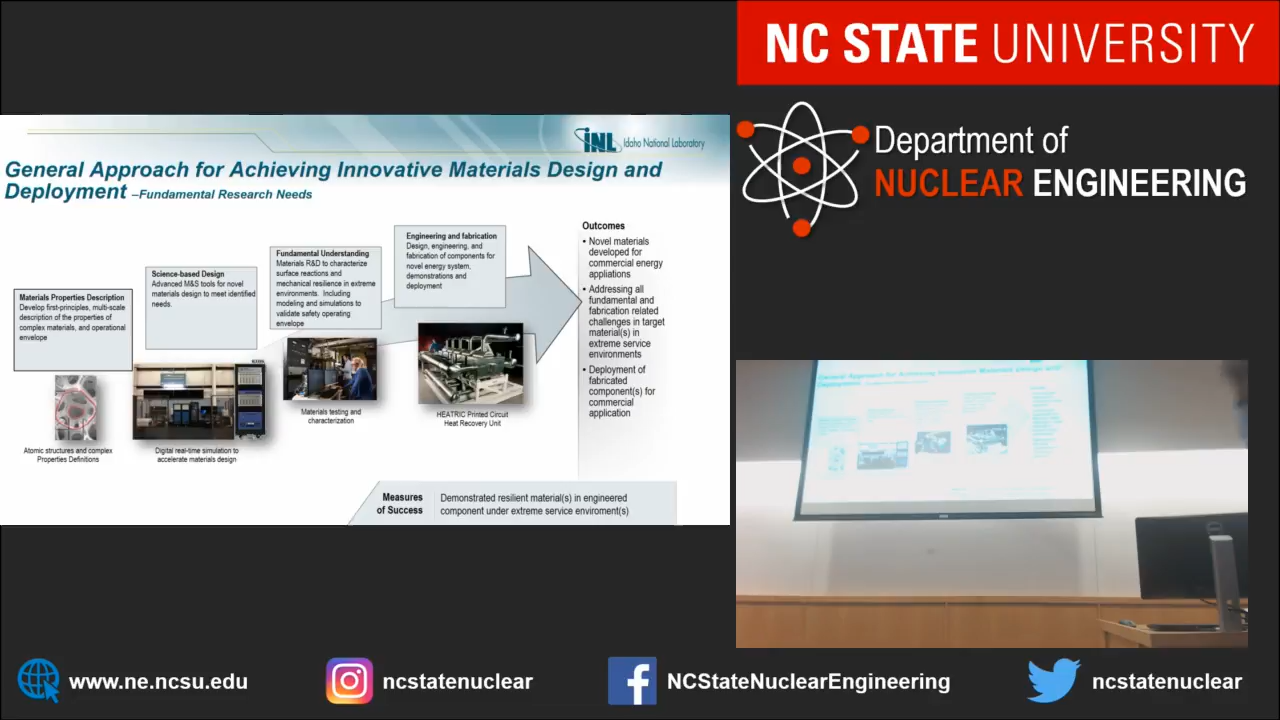 NC STATE UNIVERSITY
Department of
NUCLEAR ENGINEERING
INL Idaho National Laboratory
General Approach for Achieving Innovative Materials Design and
Deployment –Fundamental Research Needs
Materials Properties Description
Develop first-principles, multi-scale
description of the properties of
complex materials, and operational
envelope
Science-based Design
Advanced M&S tools for novel
materials design to meet identified
needs.
Fundamental Understanding
Materials R&D to characterize
surface reactions and
mechanical resilience in extreme
environments. Including
modeling and simulations to
validate safety operating
envelope
Engineering and fabrication
Design, engineering, and
fabrication of components for
novel energy system,
demonstrations and
deployment
Outcomes
• Novel materials
developed for
commercial energy
appliations
• Addressing all
fundamental and
fabrication related
challenges in target
material(s) in
extreme service
environments
• Deployment of
fabricated
component(s) for
commercial
application
Atomic structures and complex
Properties Definitions
Digital real-time simulation to
accelerate materials design
Materials testing and
characterization
HEATRIC Printed Circuit
Heat Recovery Unit
Measures
of Success
Demonstrated resilient material(s) in engineered
component under extreme service enviroment(s)
www.ne.ncsu.edu
ncstatenuclear
NCStateNuclearEngineering
ncstatenuclear